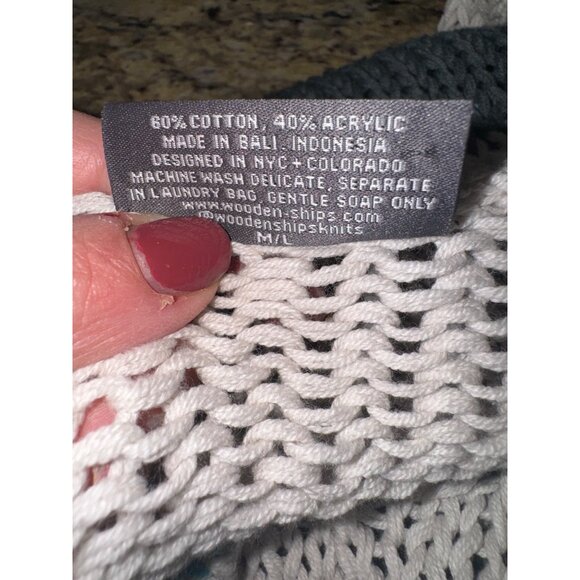 60% COTTON, 40% ACRYLIC
MADE IN BALI, INDONESIA
DESIGNED IN NYC + COLORADO
MACHINE WASH DELICATE, SEPARATE
IN LAUNDRY BAG, GENTLE SOAP ONLY
www.wooden-ships.com
@woodenshipsknits
M/L